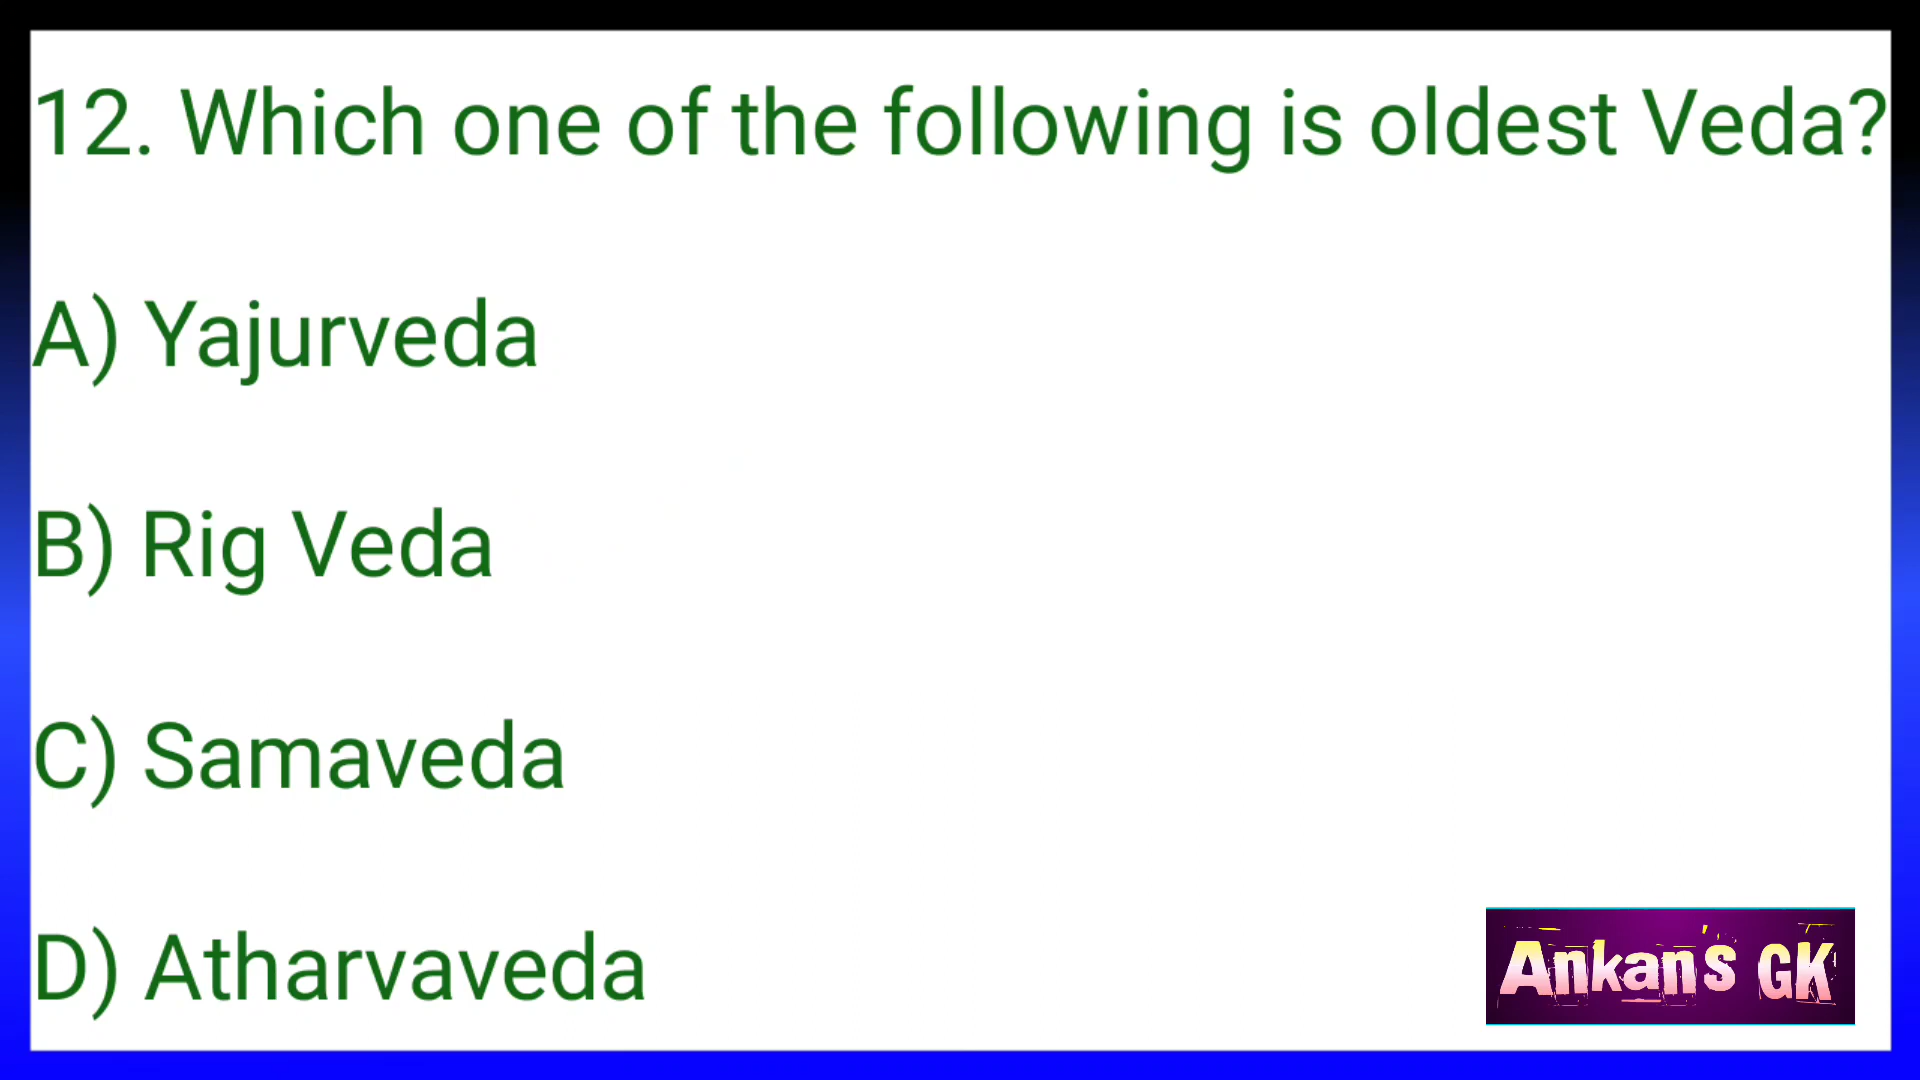 12. Which one of the following is oldest Veda?
A) Yajurveda
B) Rig Veda
C) Samaveda
D) Atharvaveda
Ankan's GK